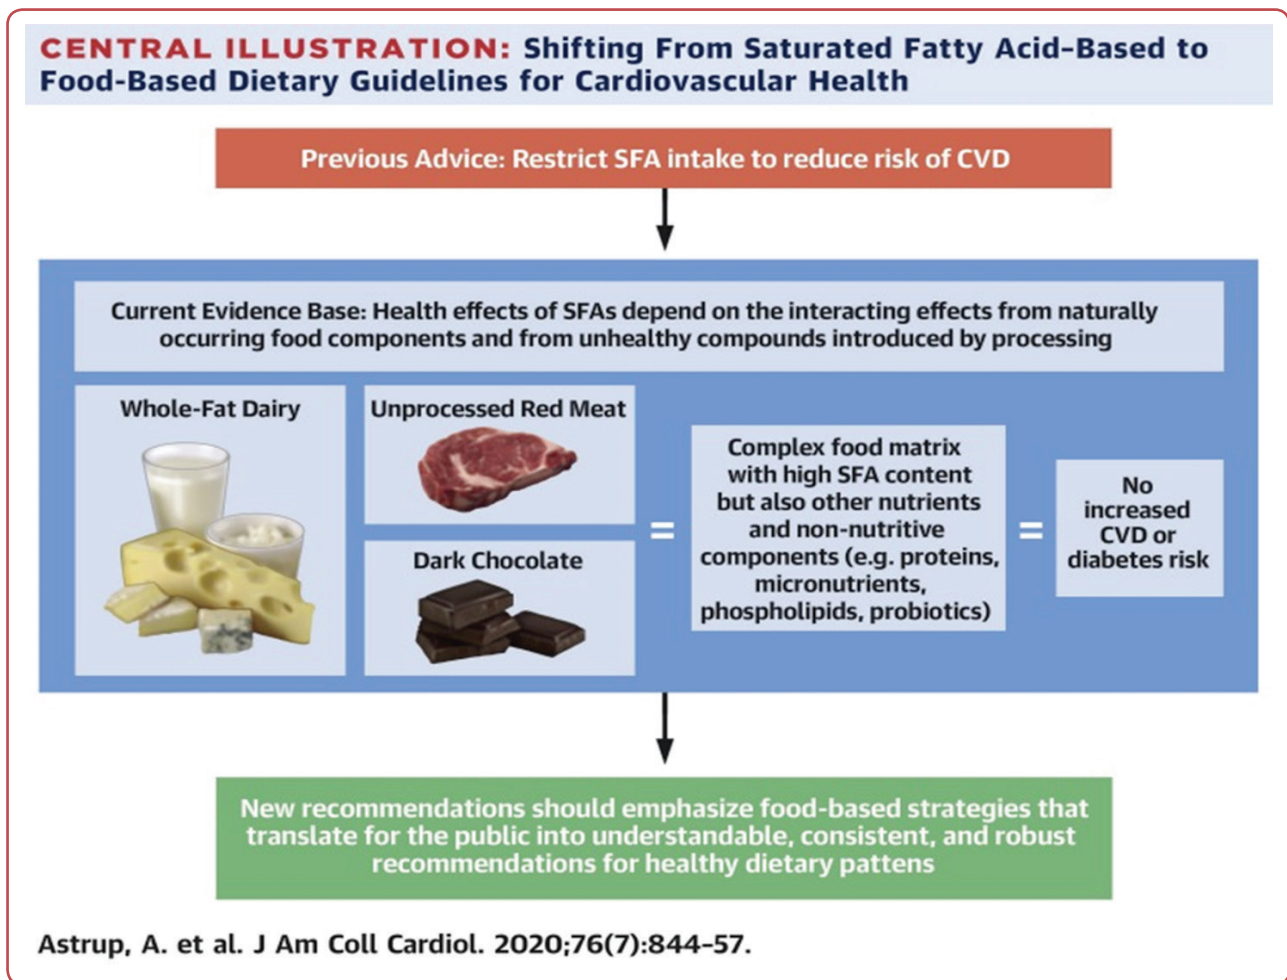 CENTRAL ILLUSTRATION: Shifting From Saturated Fatty Acid–Based to
Food-Based Dietary Guidelines for Cardiovascular Health
Previous Advice: Restrict SFA intake to reduce risk of CVD
Current Evidence Base: Health effects of SFAs depend on the interacting effects from naturally
occurring food components and from unhealthy compounds introduced by processing
Whole-Fat Dairy
Unprocessed Red Meat
Dark Chocolate
=
Complex food matrix
with high SFA content
but also other nutrients
and non-nutritive
components (e.g. proteins,
micronutrients,
phospholipids, probiotics)
=
No
increased
CVD or
diabetes risk
New recommendations should emphasize food-based strategies that
translate for the public into understandable, consistent, and robust
recommendations for healthy dietary pattens
Astrup, A. et al. J Am Coll Cardiol. 2020;76(7):844–57.